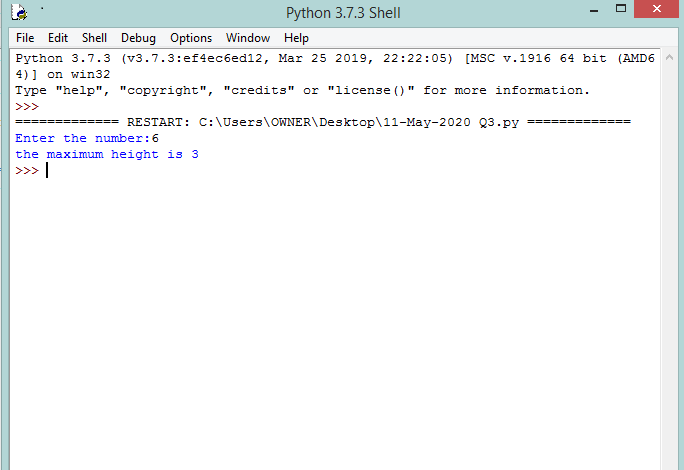 Python 3.7.3 Shell
File Edit Shell Debug Options Window Help
Python 3.7.3 (v3.7.3:ef4ec6ed12, Mar 25 2019, 22:22:05) [MSC v.1916 64 bit (AMD6
4)] on win32
Type "help", "copyright", "credits" or "license()" for more information.
>>>
============= RESTART: C:\Users\OWNER\Desktop\11-May-2020 Q3.py =============
Enter the number:6
the maximum height is 3
>>>